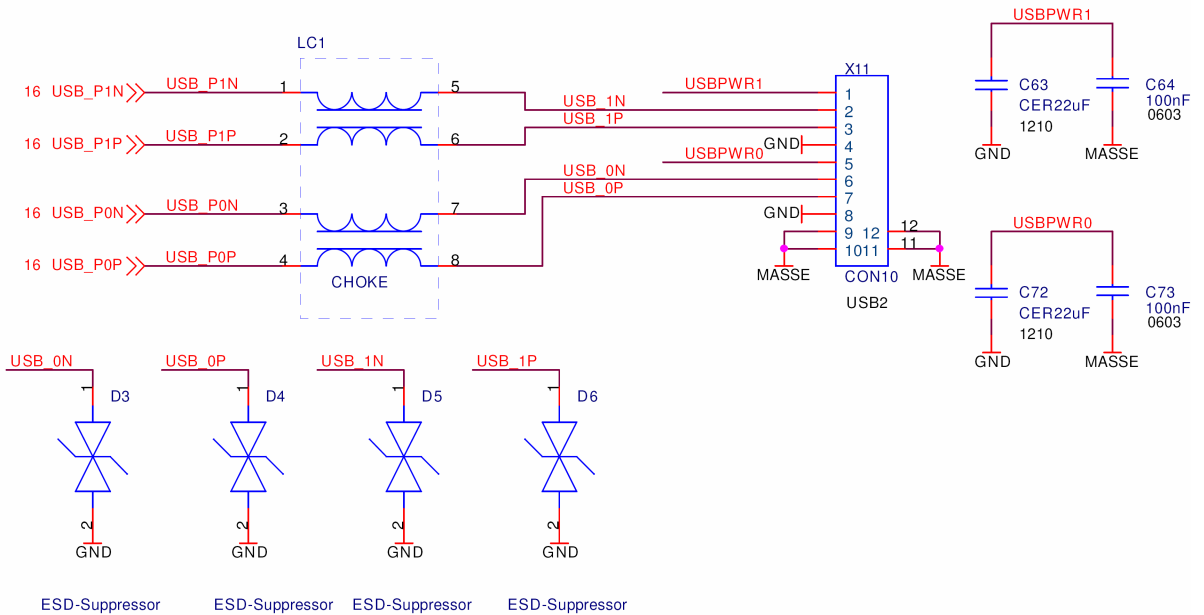 USBPWR1
LC1
X11
C63
CER22uF
1210
C64
100nF
0603
GND
MASSE
16 USB_P1N
USB_P1N
1
5
16 USB_P1P
USB_P1P
2
6
16 USB_P0N
USB_P0N
3
7
16 USB_P0P
USB_P0P
4
8
CHOKE
USBPWR1
USB_1N
USB_1P
GND
USBPWR0
USB_0N
USB_0P
GND
1
2
3
4
5
6
7
8
9 12
12
1011
11
MASSE
MASSE
CON10
USB2
USBPWR0
C72
CER22uF
1210
C73
100nF
0603
GND
MASSE
USB_0N
USB_0P
USB_1N
USB_1P
1
D3
1
D4
1
D5
1
D6
2
2
2
2
GND
GND
GND
GND
ESD-Suppressor
ESD-Suppressor
ESD-Suppressor
ESD-Suppressor